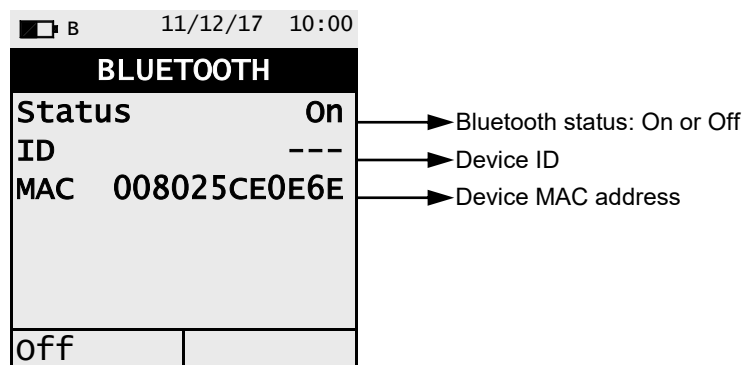 B 11/12/17 10:00
BLUETOOTH
Status On Bluetooth status: On or Off
ID --- Device ID
MAC 008025CE0E6E Device MAC address
Off